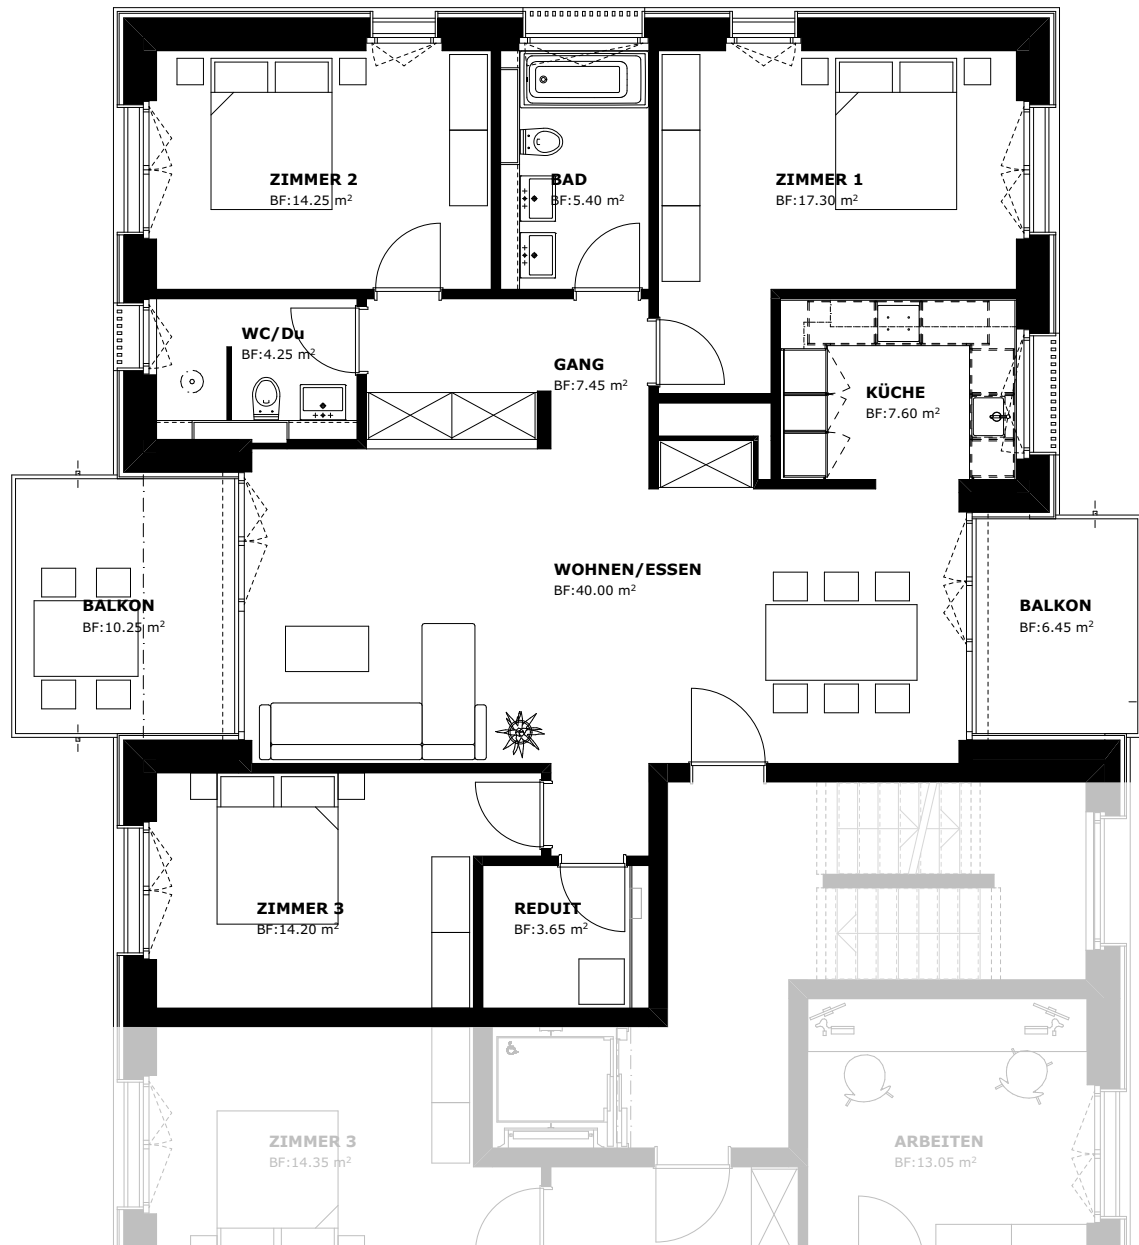 ZIMMER 2
BF:14.25 m²
BAD
BF:5.40 m²
ZIMMER 1
BF:17.30 m²
WC/Du
BF:4.25 m²
GANG
BF:7.45 m²
KÜCHE
BF:7.60 m²
WOHNEN/ESSEN
BF:40.00 m²
BALKON
BF:10.25 m²
BALKON
BF:6.45 m²
ZIMMER 3
BF:14.20 m²
REDUIT
BF:3.65 m²
ZIMMER 3
BF:14.35 m²
ARBEITEN
BF:13.05 m²